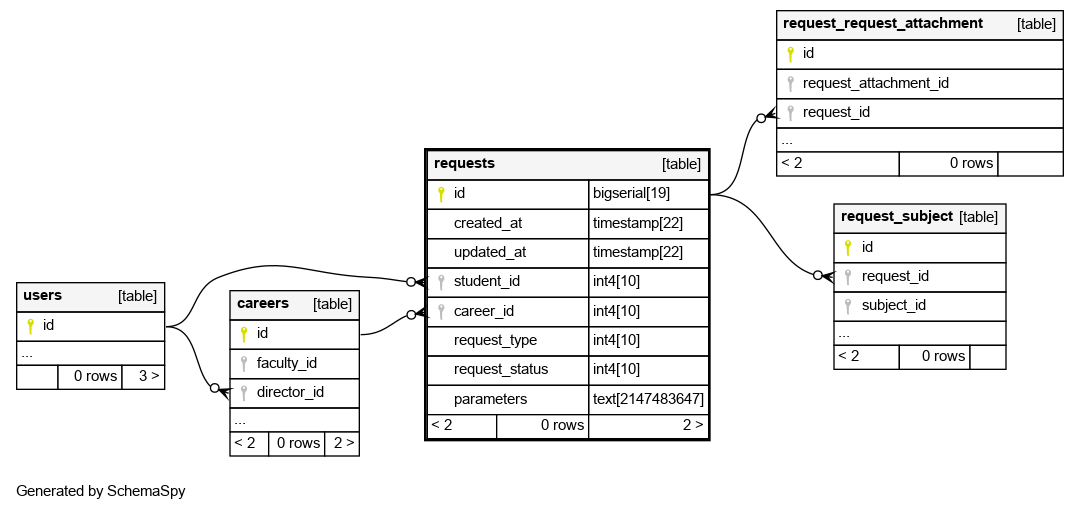 request_request_attachment [table]
id
request_attachment_id
request_id
...
< 2 0 rows
requests [table]
id bigserial[19]
created_at timestamp[22]
updated_at timestamp[22]
student_id int4[10]
career_id int4[10]
request_type int4[10]
request_status int4[10]
parameters text[2147483647]
< 2 0 rows 2 >
request_subject [table]
id
request_id
subject_id
...
< 2 0 rows
users [table]
id
...
0 rows 3 >
careers [table]
id
faculty_id
director_id
...
< 2 0 rows 2 >
Generated by SchemaSpy